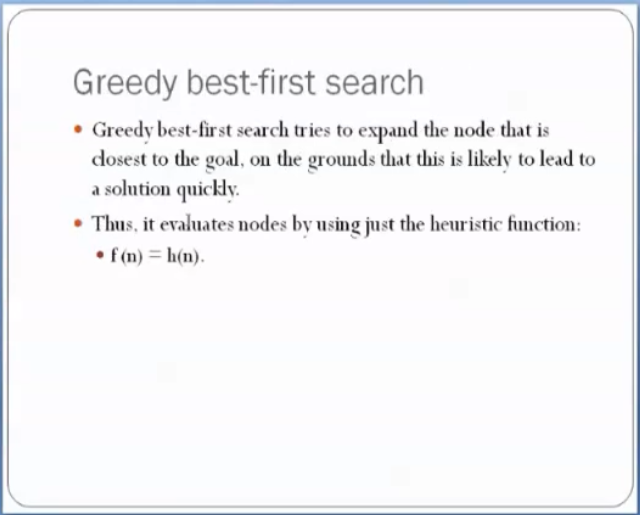 Greedy best-first search
• Greedy best-first search tries to expand the node that is
closest to the goal, on the grounds that this is likely to lead to
a solution quickly.
• Thus, it evaluates nodes by using just the heuristic function:
• f (n) = h(n).